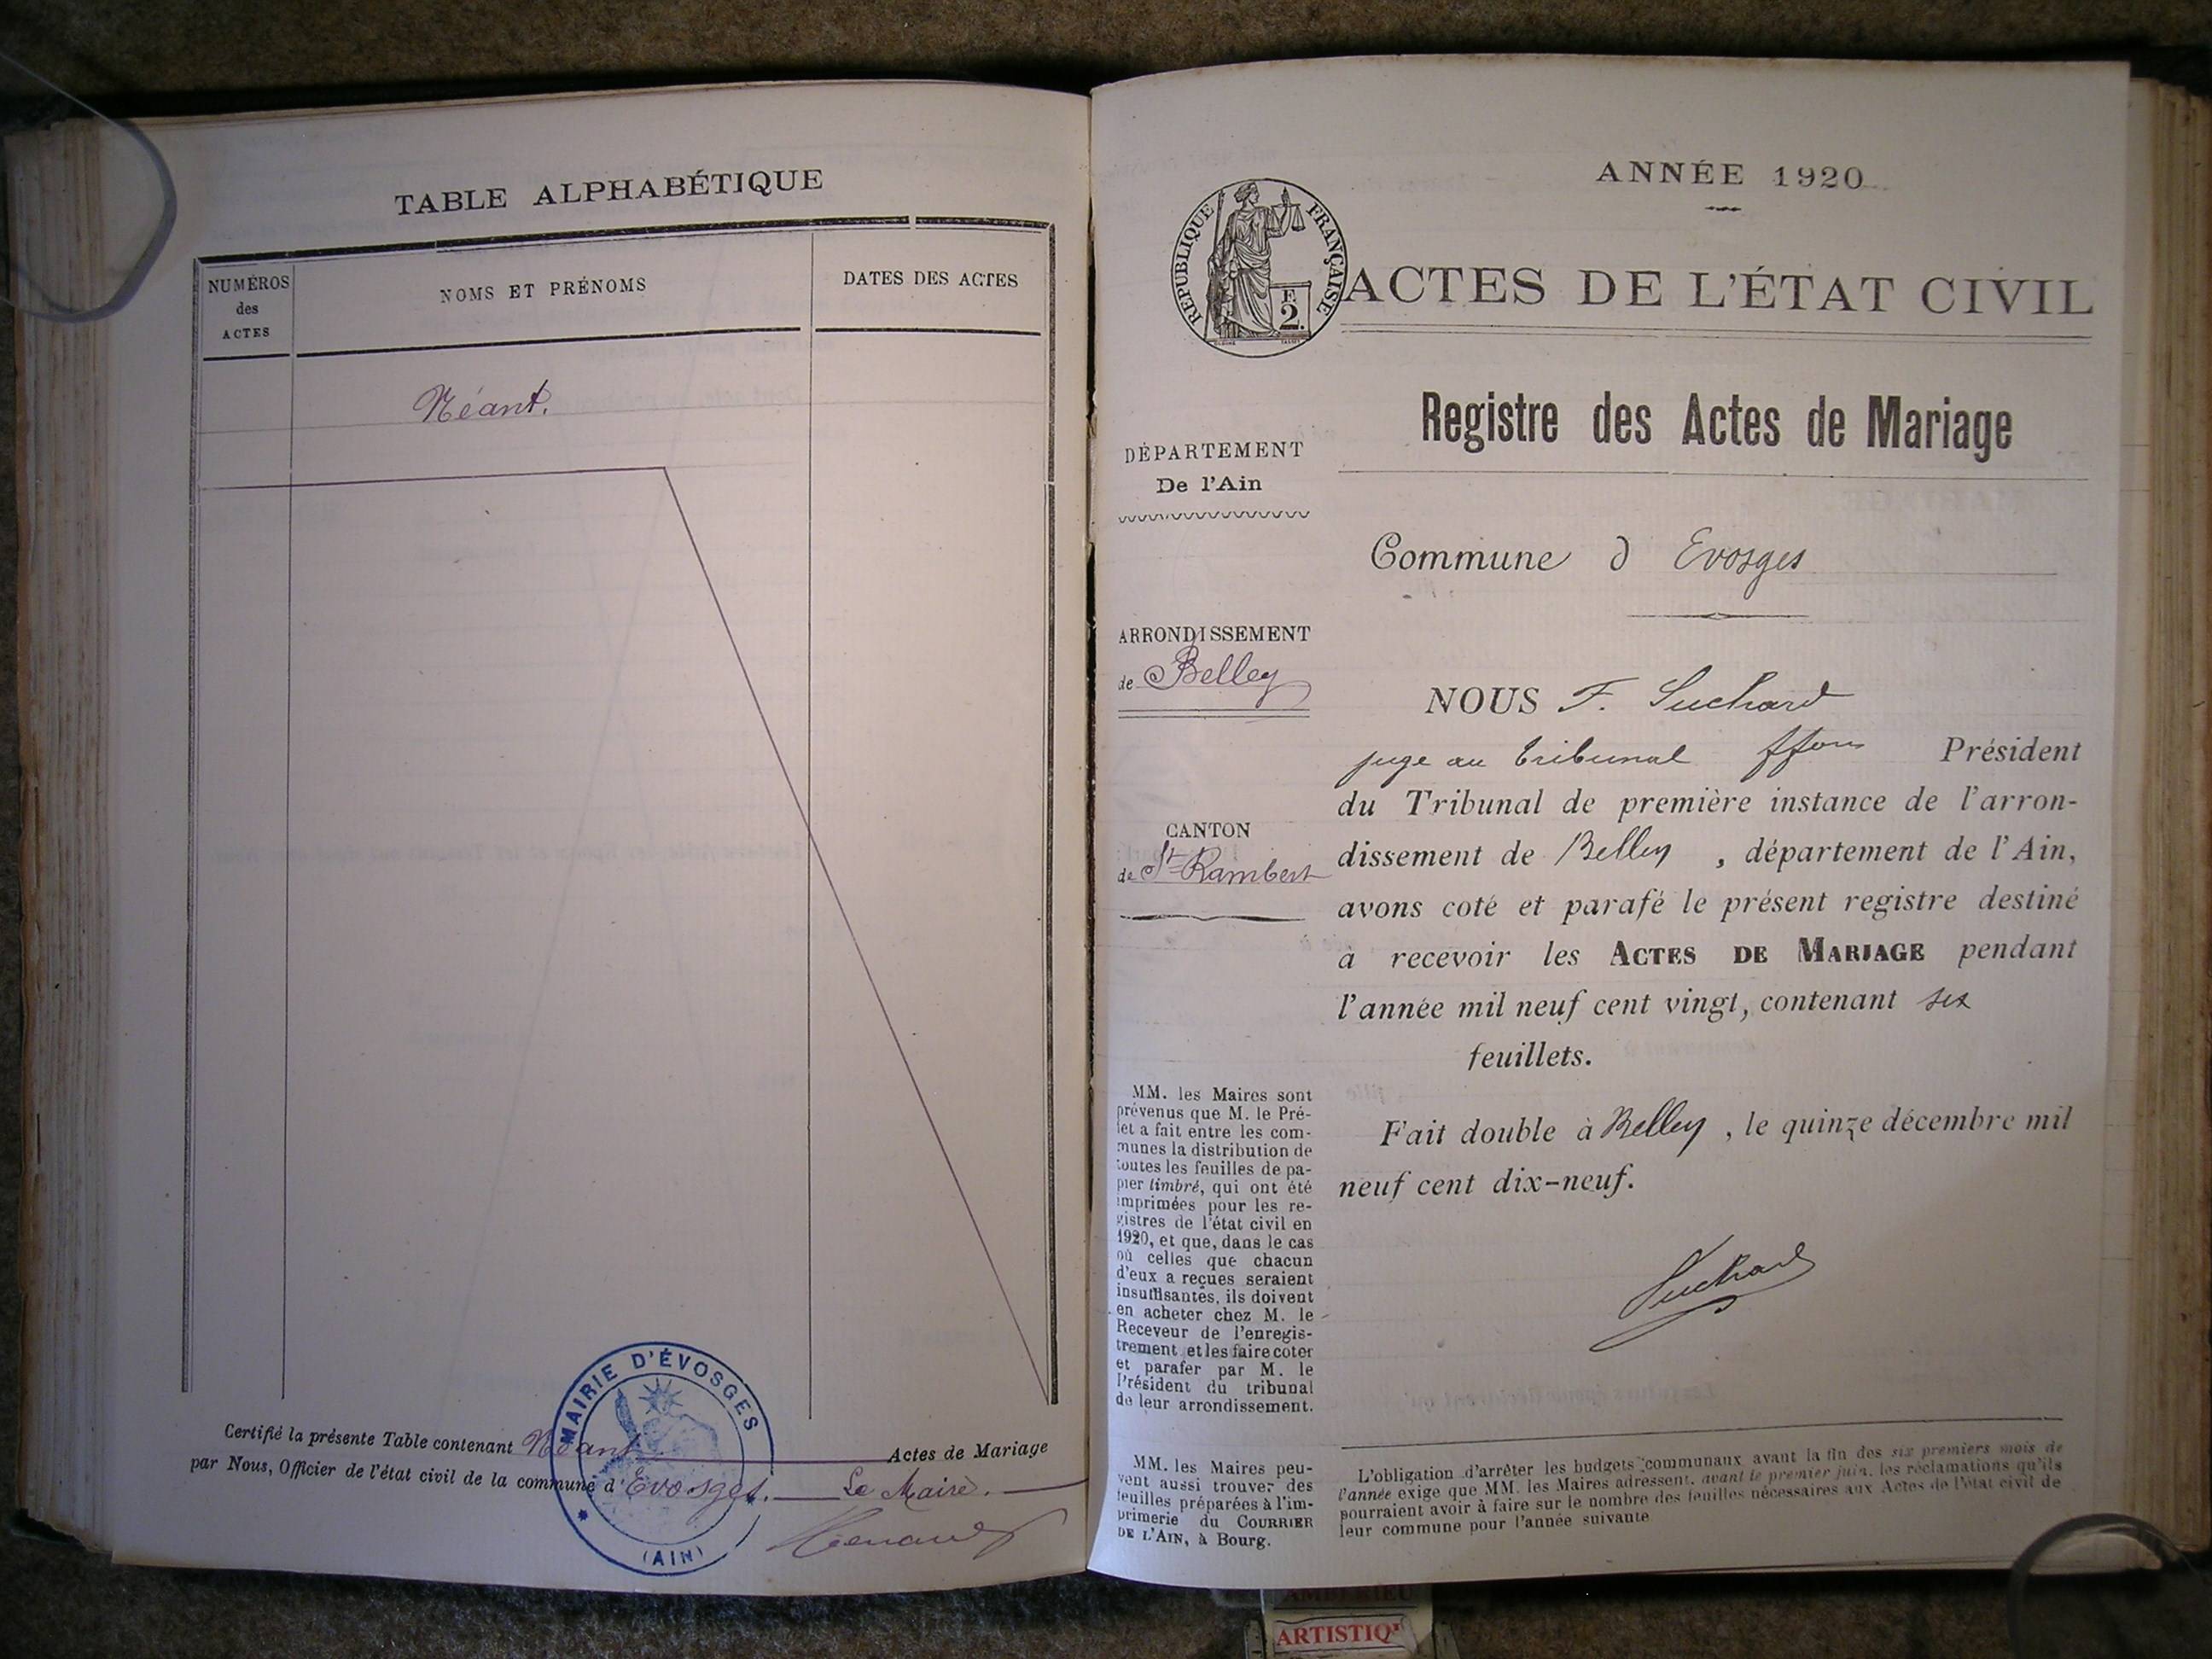 TABLE ALPHABÉTIQUE
NUMÉROS
des
ACTES
NOMS ET PRÉNOMS
DATES DES ACTES
Néant.
Certifié la présente Table contenant Néant Actes de Mariage
par Nous, Officier de l'état civil de la commune d'Evosges. Le Maire.
MAIRIE D'ÉVOSGES
(AIN)
ANNÉE 1920
RÉPUBLIQUE FRANÇAISE
E
2.
ACTES DE L'ÉTAT CIVIL
Registre des Actes de Mariage
DÉPARTEMENT
De l'Ain
Commune d Evosges
ARRONDISSEMENT
de Belley
CANTON
de St Rambert
NOUS F. Suchard
juge au tribunal ffons Président
du Tribunal de première instance de l'arron-
dissement de Belley , département de l'Ain,
avons coté et parafé le présent registre destiné
à recevoir les ACTES DE MARIAGE pendant
l'année mil neuf cent vingt, contenant six
feuillets.
Fait double à Belley , le quinze décembre mil
neuf cent dix-neuf.
Suchard
MM. les Maires sont
prévenus que M. le Pré-
fet a fait entre les com-
munes la distribution de
toutes les feuilles de pa-
pier timbré, qui ont été
imprimées pour les re-
gistres de l'état civil en
1920, et que, dans le cas
où celles que chacun
d'eux a reçues seraient
insuffisantes, ils doivent
en acheter chez M. le
Receveur de l'enregis-
trement et les faire coter
et parafer par M. le
Président du tribunal
de leur arrondissement.
MM. les Maires peu-
vent aussi trouver des
feuilles préparées à l'im-
primerie du COURRIER
DE L'AIN, à Bourg.
L'obligation d'arrêter les budgets communaux avant la fin des six premiers mois de
l'année exige que MM. les Maires adressent, avant le premier juin, les réclamations qu'ils
pourraient avoir à faire sur le nombre des feuilles nécessaires aux Actes de l'état civil de
leur commune pour l'année suivante
ARTISTIQ